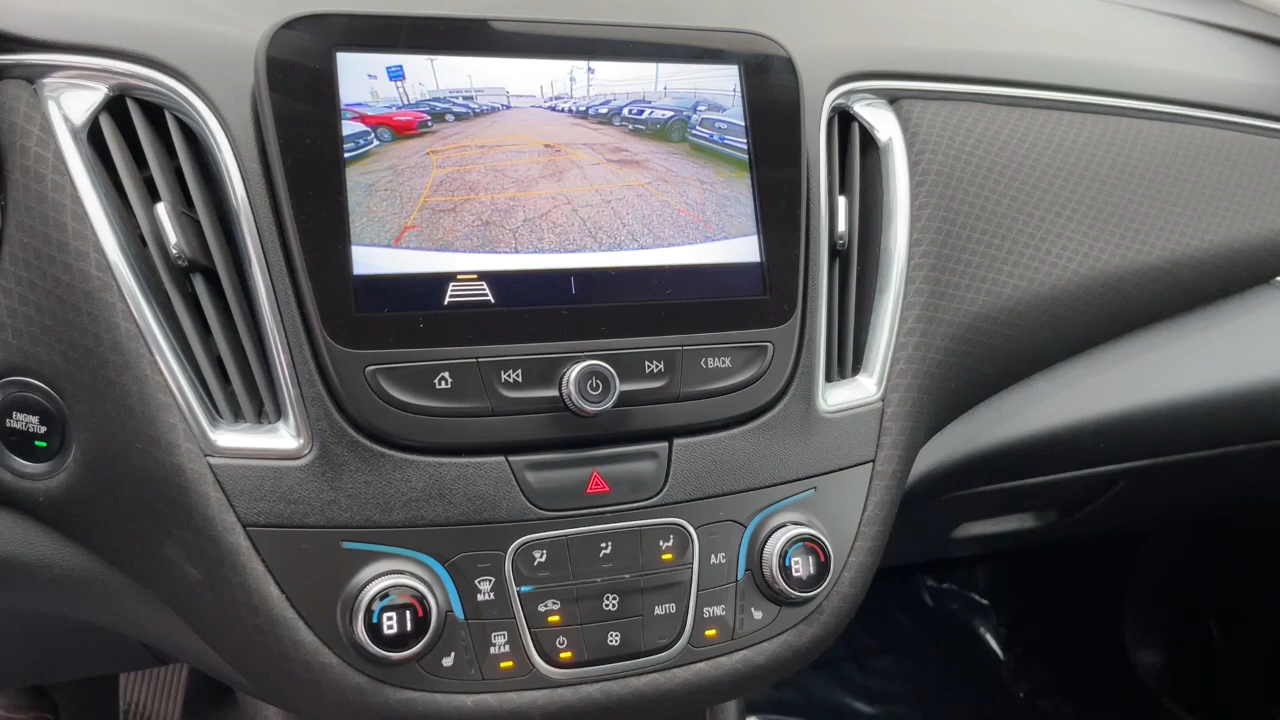 < BACK
ENGINE
START/STOP
MAX
A/C
81
81
AUTO
SYNC
REAR